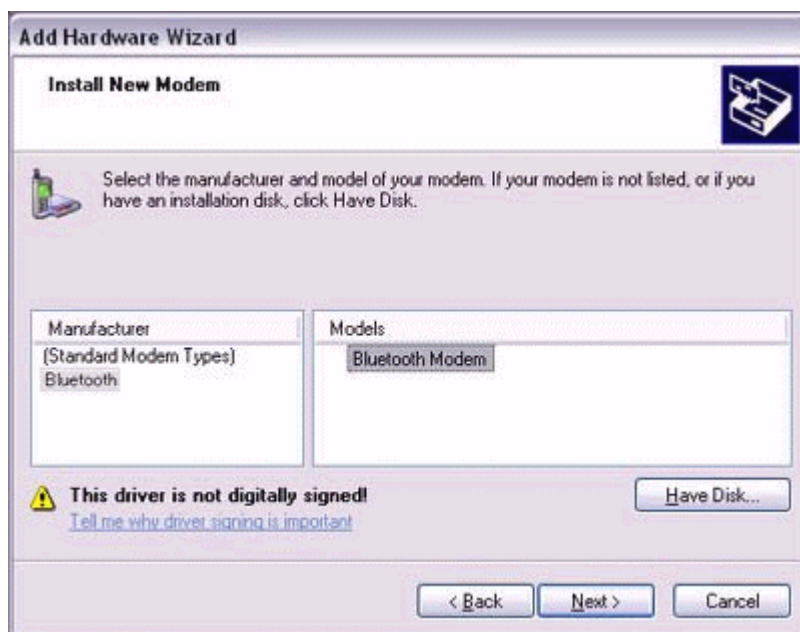 Add Hardware Wizard
Install New Modem
Select the manufacturer and model of your modem. If your modem is not listed, or if you
have an installation disk, click Have Disk.
Manufacturer
(Standard Modem Types)
Bluetooth
Models
Bluetooth Modem
This driver is not digitally signed!
Tell me why driver signing is important
Have Disk...
< Back
Next >
Cancel